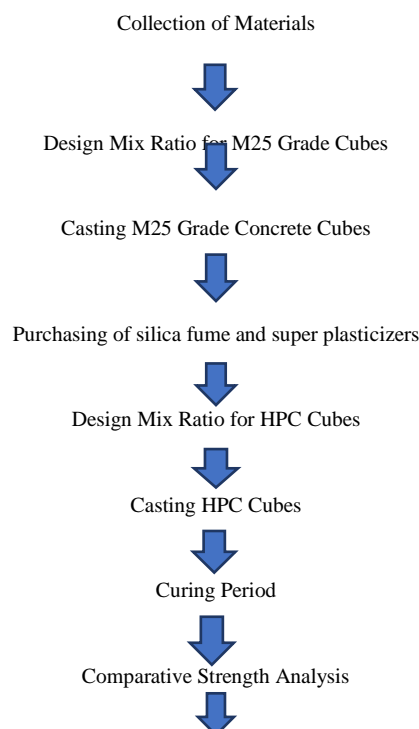 Collection of Materials
Design Mix Ratio for M25 Grade Cubes
Casting M25 Grade Concrete Cubes
Purchasing of silica fume and super plasticizers
Design Mix Ratio for HPC Cubes
Casting HPC Cubes
Curing Period
Comparative Strength Analysis